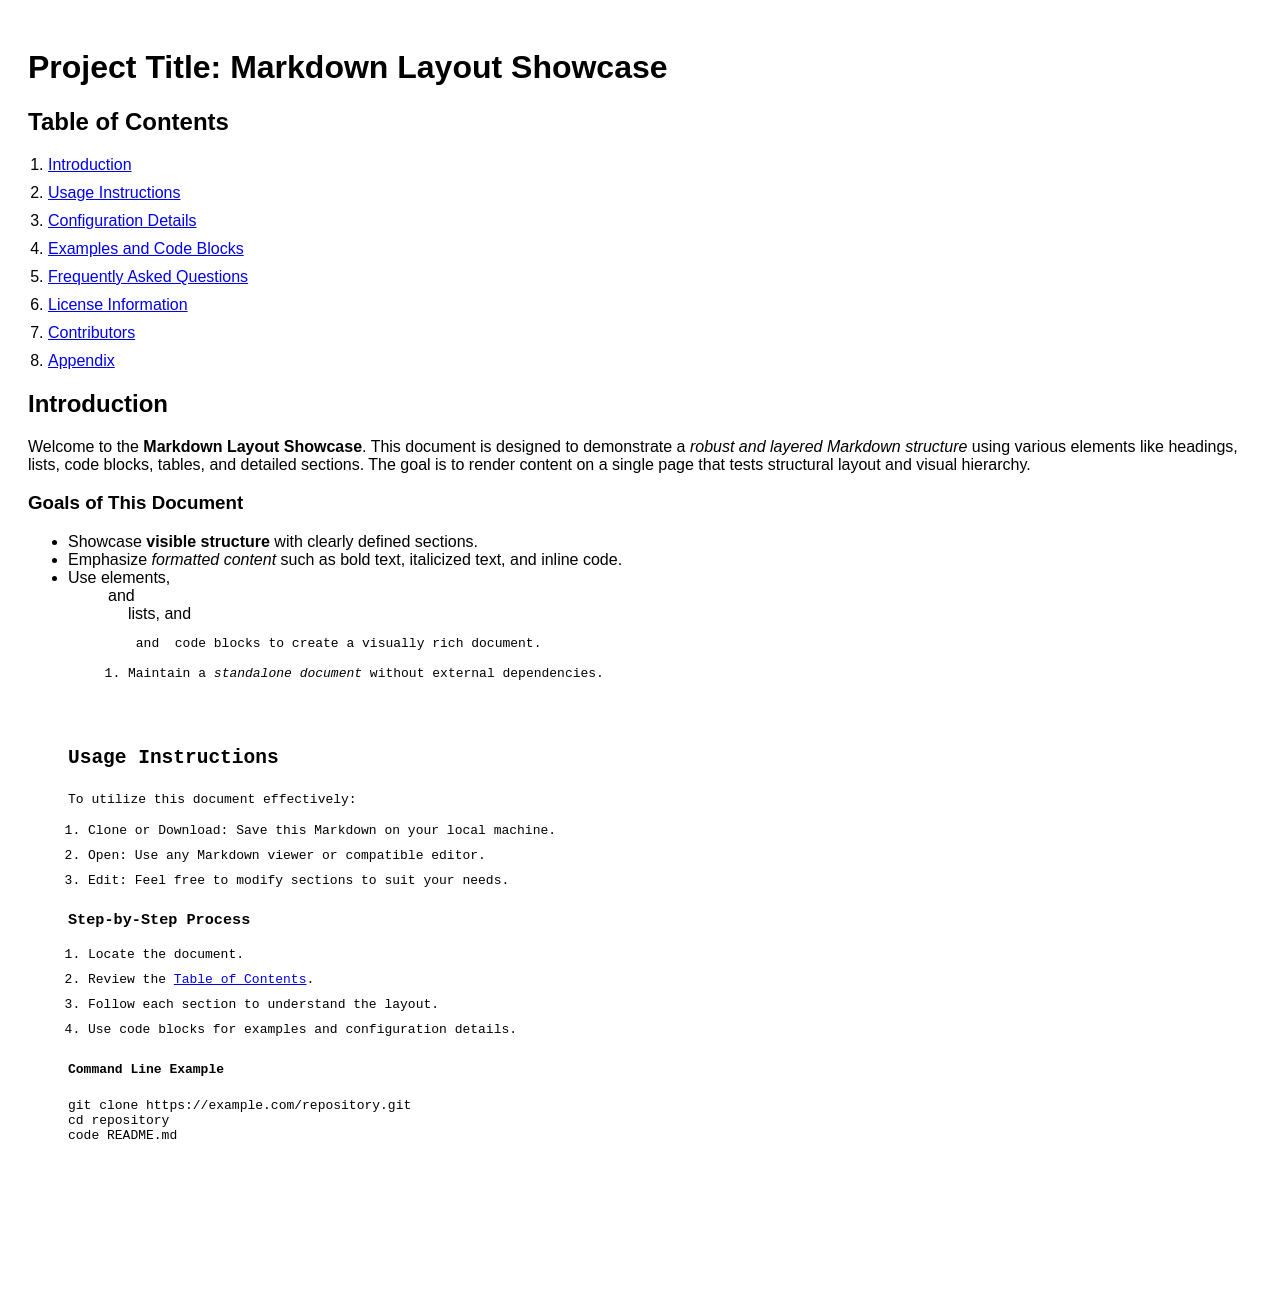 Project Title: Markdown Layout Showcase
Table of Contents
1. Introduction
2. Usage Instructions
3. Configuration Details
4. Examples and Code Blocks
5. Frequently Asked Questions
6. License Information
7. Contributors
8. Appendix
Introduction
Welcome to the Markdown Layout Showcase. This document is designed to demonstrate a robust and layered Markdown structure using various elements like headings,
lists, code blocks, tables, and detailed sections. The goal is to render content on a single page that tests structural layout and visual hierarchy.
Goals of This Document
• Showcase visible structure with clearly defined sections.
• Emphasize formatted content such as bold text, italicized text, and inline code.
• Use elements,
and
lists, and
and  code blocks to create a visually rich document.
1. Maintain a standalone document without external dependencies.
Usage Instructions
To utilize this document effectively:
1. Clone or Download: Save this Markdown on your local machine.
2. Open: Use any Markdown viewer or compatible editor.
3. Edit: Feel free to modify sections to suit your needs.
Step-by-Step Process
1. Locate the document.
2. Review the Table of Contents.
3. Follow each section to understand the layout.
4. Use code blocks for examples and configuration details.
Command Line Example
git clone https://example.com/repository.git
cd repository
code README.md